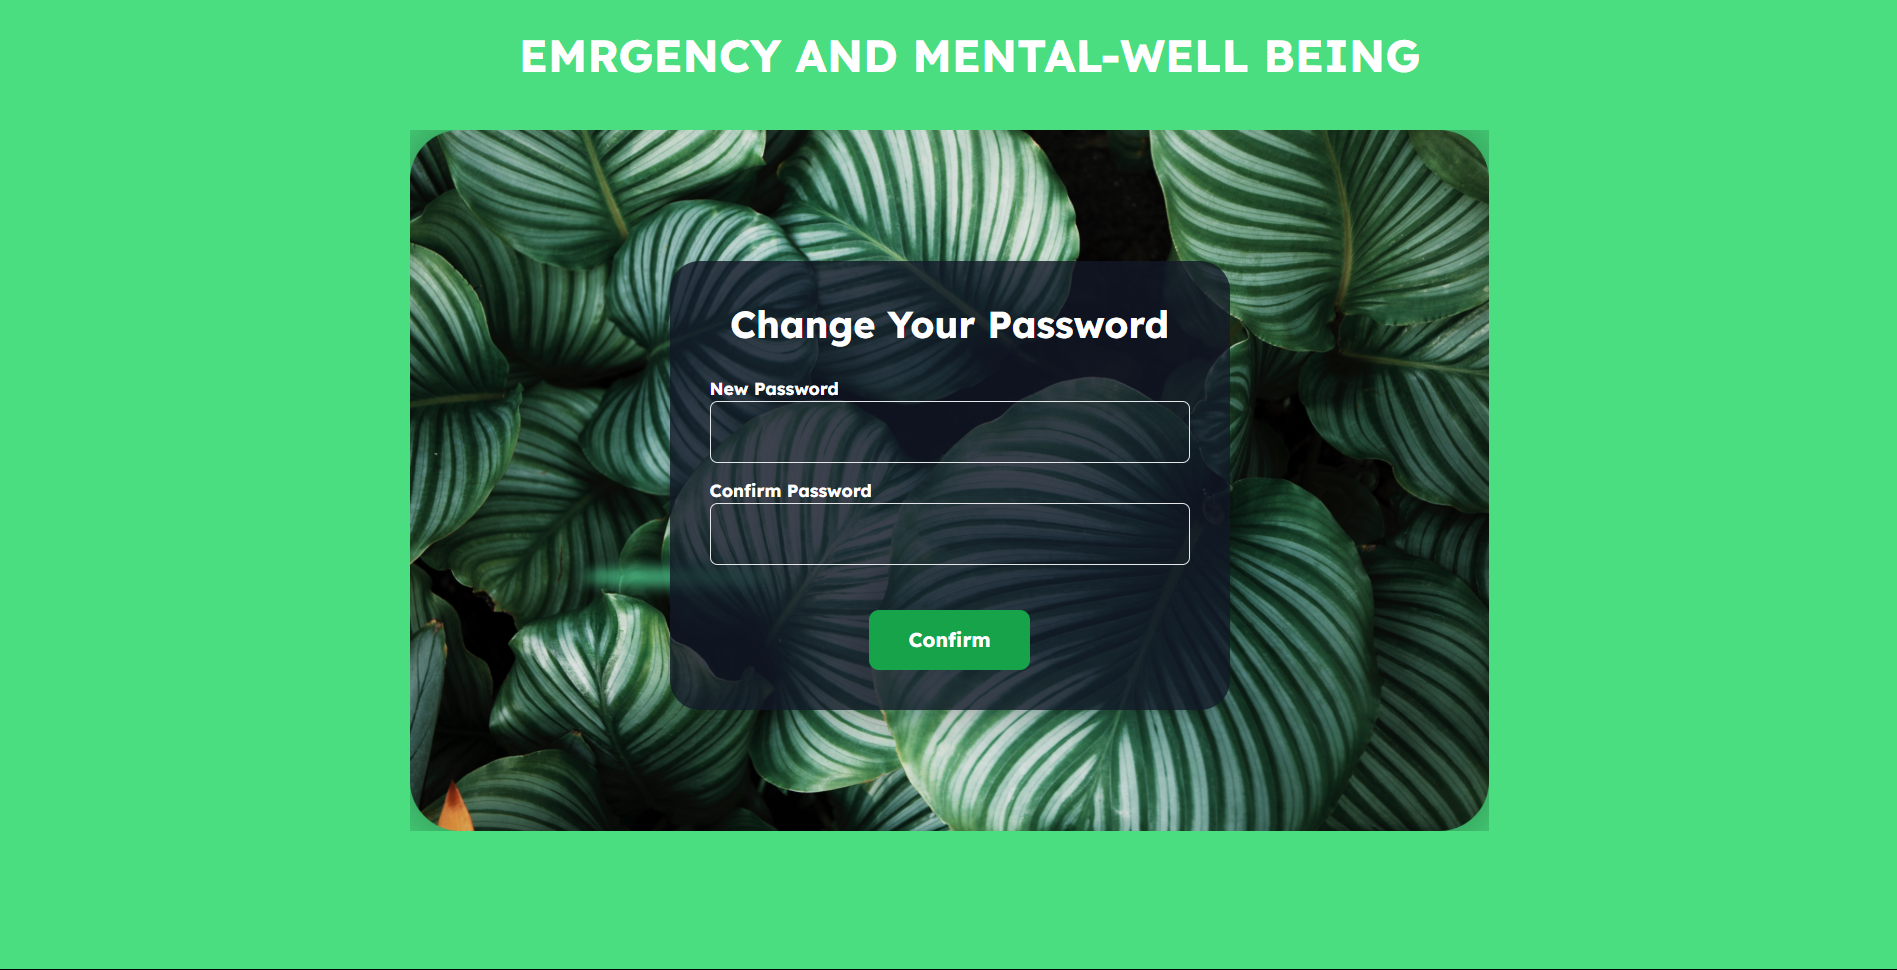 EMRGENCY AND MENTAL-WELL BEING
Change Your Password
New Password
Confirm Password
Confirm